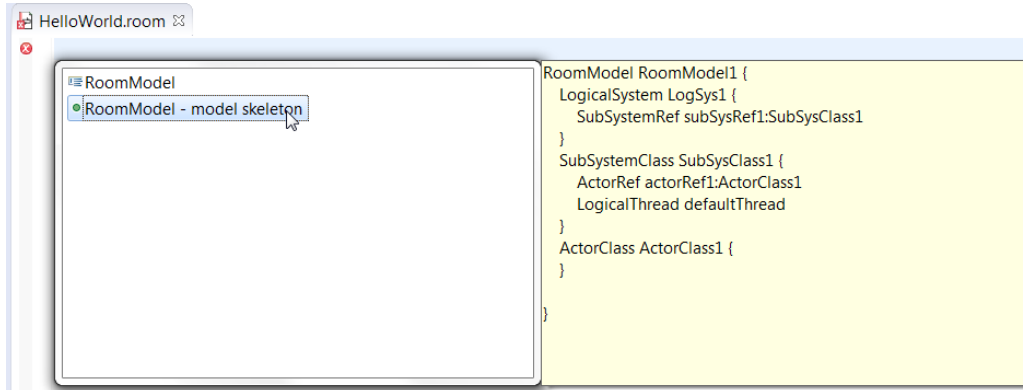 HelloWorld.room
RoomModel
RoomModel - model skeleton
RoomModel RoomModel1 {
LogicalSystem LogSys1 {
SubSystemRef subSysRef1:SubSysClass1
}
SubSystemClass SubSysClass1 {
ActorRef actorRef1:ActorClass1
LogicalThread defaultThread
}
ActorClass ActorClass1 {
}
}